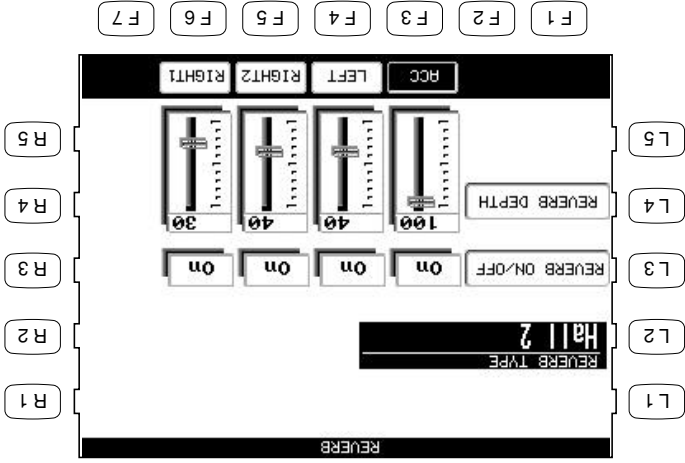 REVERB
L1 R1
REVERB TYPE
L2 Hall 2 R2
L3 REVERB ON/OFF On On On On R3
100 40 40 30
L4 REVERB DEPTH R4
L5 R5
ACC LEFT RIGHT2 RIGHT1
F1 F2 F3 F4 F5 F6 F7